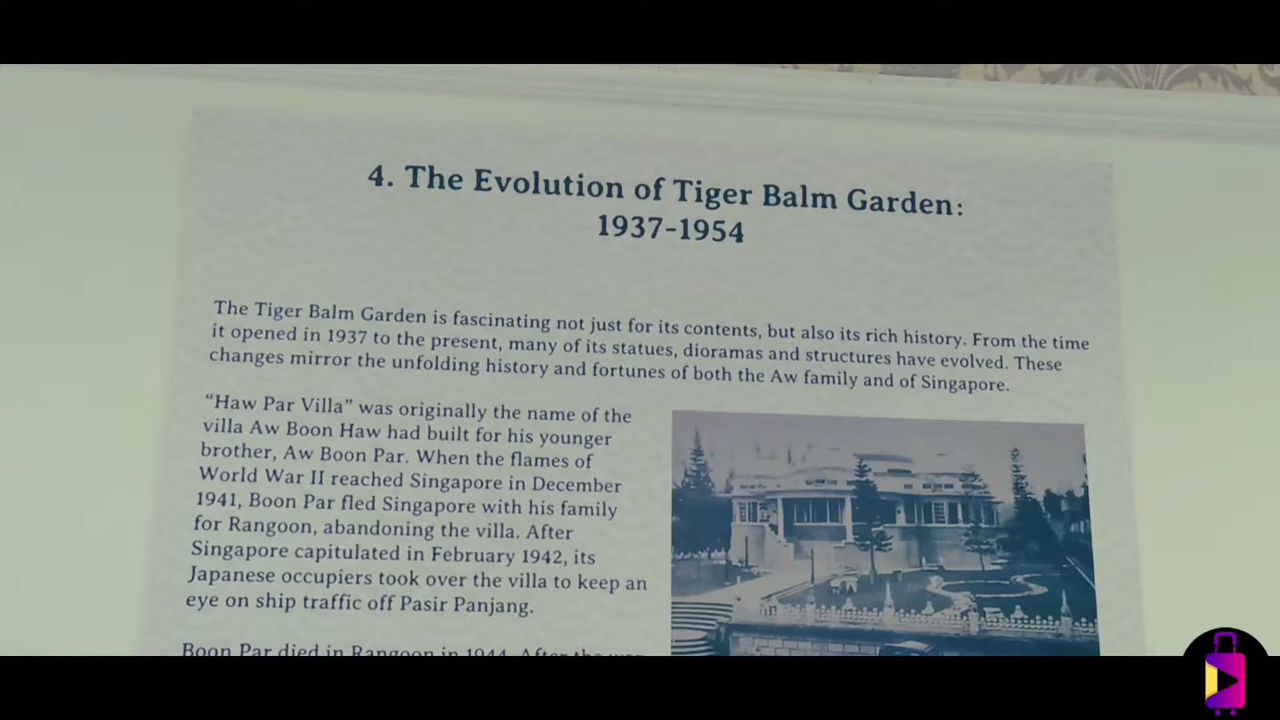 4. The Evolution of Tiger Balm Garden:
1937-1954
The Tiger Balm Garden is fascinating not just for its contents, but also its rich history. From the time
it opened in 1937 to the present, many of its statues, dioramas and structures have evolved. These
changes mirror the unfolding history and fortunes of both the Aw family and of Singapore.
“Haw Par Villa” was originally the name of the
villa Aw Boon Haw had built for his younger
brother, Aw Boon Par. When the flames of
World War II reached Singapore in December
1941, Boon Par fled Singapore with his family
for Rangoon, abandoning the villa. After
Singapore capitulated in February 1942, its
Japanese occupiers took over the villa to keep an
eye on ship traffic off Pasir Panjang.
Boon Par died in Rangoon in 1944. After the war